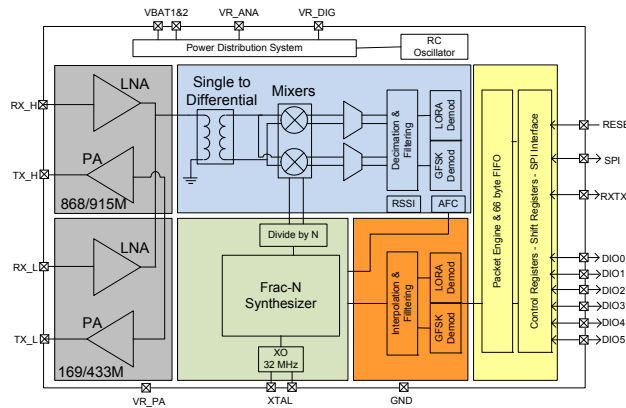 VBAT1&2
VR_ANA
VR_DIG
Power Distribution System
RC
Oscillator
LNA
RX_H
PA
TX_H
868/915M
Single to
Differential
Mixers
Decimation &
Filtering
LORA
Demod
GFSK
Demod
RSSI
AFC
Packet Engine & 66 byte FIFO
Control Registers - Shift Registers - SPI Interface
RESE
SPI
RXTX
DIO0
DIO1
DIO2
DIO3
DIO4
DIO5
LNA
RX_L
PA
TX_L
169/433M
Divide by N
Frac-N
Synthesizer
XO
32 MHz
Interpolation &
Filltering
LORA
Demod
GFSK
Demod
VR_PA
XTAL
GND